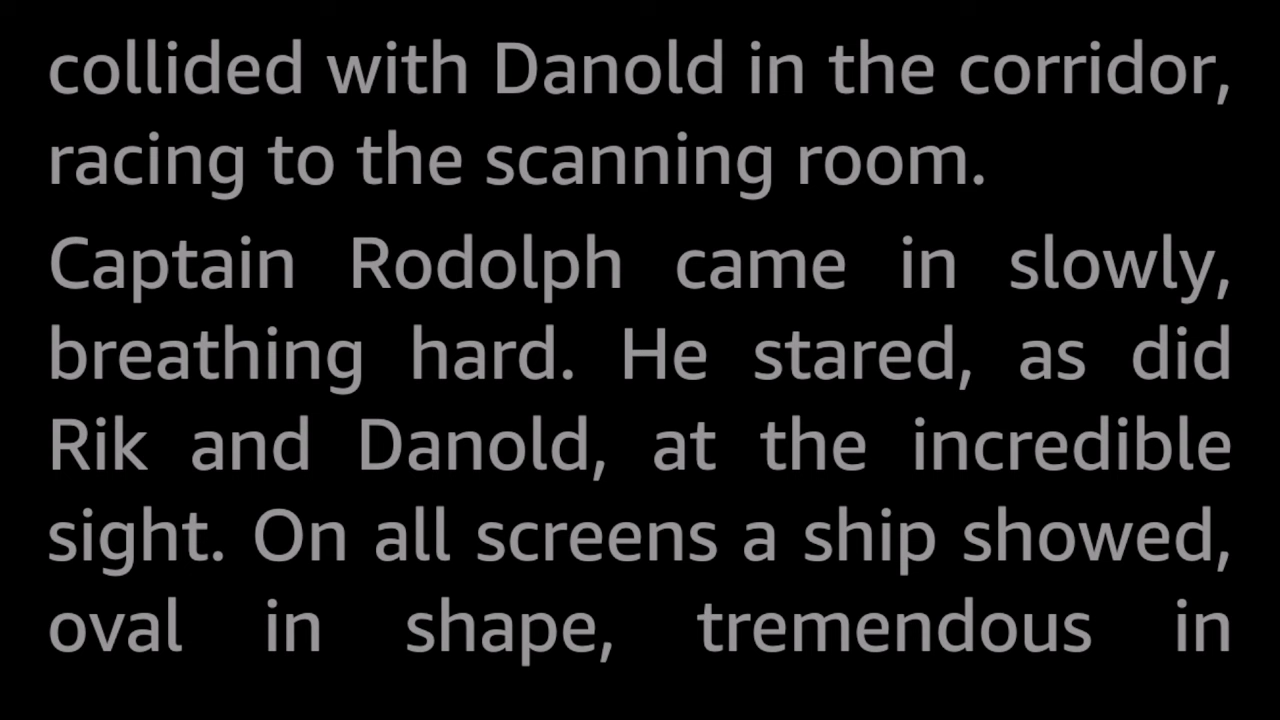 collided with Danold in the corridor,
racing to the scanning room.
Captain Rodolph came in slowly,
breathing hard. He stared, as did
Rik and Danold, at the incredible
sight. On all screens a ship showed,
oval in shape, tremendous in